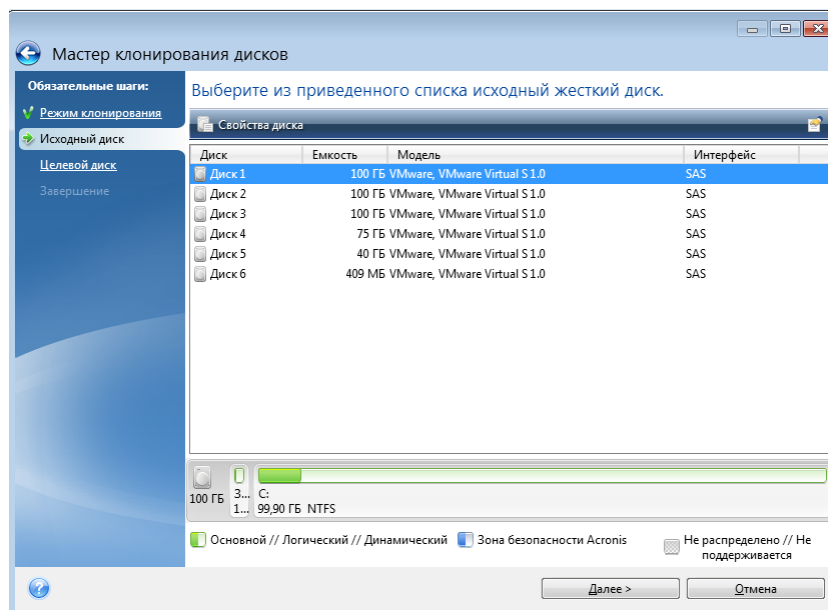 Мастер клонирования дисков
Обязательные шаги:
Режим клонирования
Исходный диск
Целевой диск
Завершение
Выберите из приведенного списка исходный жесткий диск.
Свойства диска
Диск Емкость Модель Интерфейс
Диск 1 100 ГБ VMware, VMware Virtual S 1.0 SAS
Диск 2 100 ГБ VMware, VMware Virtual S 1.0 SAS
Диск 3 100 ГБ VMware, VMware Virtual S 1.0 SAS
Диск 4 75 ГБ VMware, VMware Virtual S 1.0 SAS
Диск 5 40 ГБ VMware, VMware Virtual S 1.0 SAS
Диск 6 409 МБ VMware, VMware Virtual S 1.0 SAS
100 ГБ
З...
1...
C:
99,90 ГБ NTFS
Основной // Логический // Динамический
Зона безопасности Acronis
Не распределено // Не
поддерживается
Далее >
Отмена